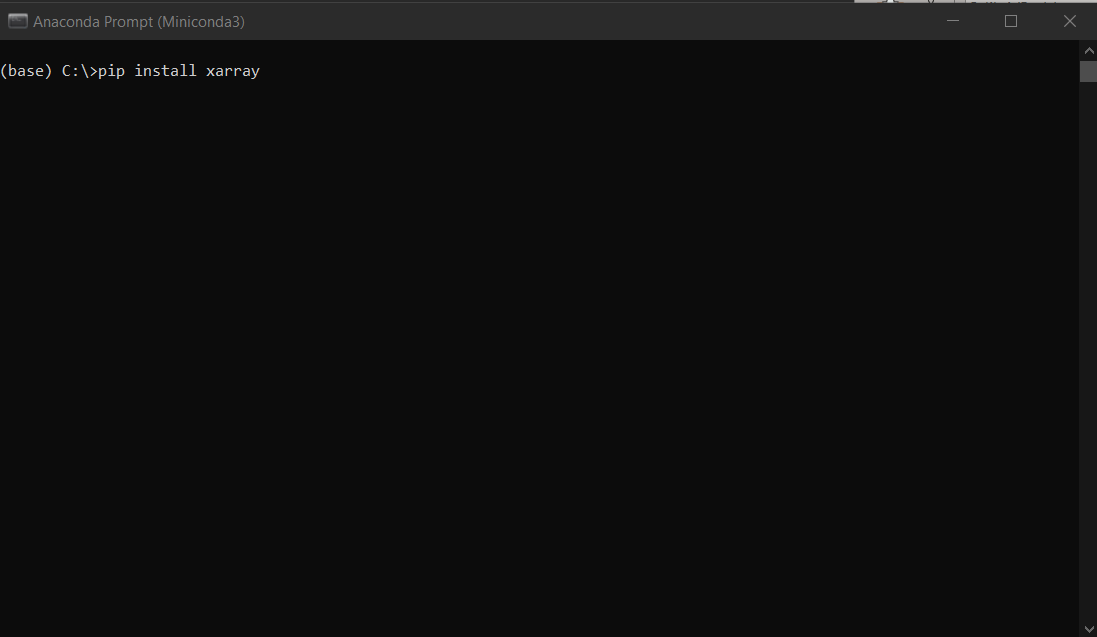 Anaconda Prompt (Miniconda3)
(base) C:\>pip install xarray